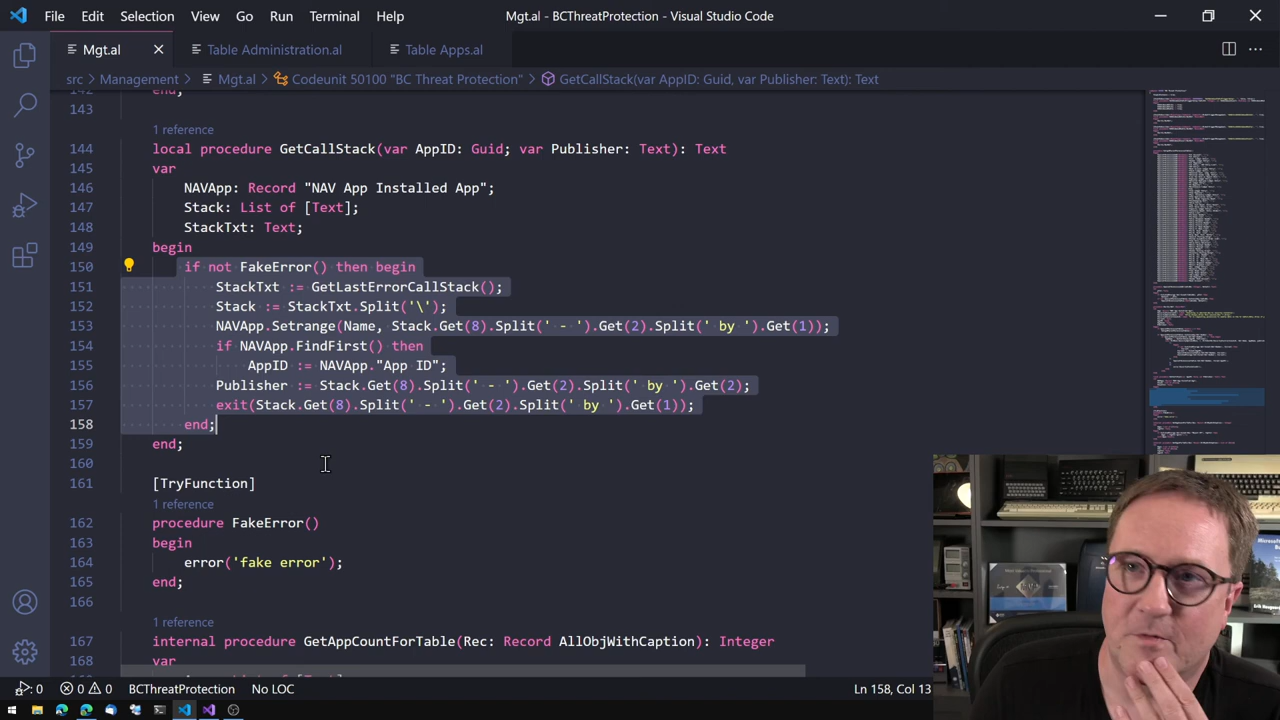 File Edit Selection View Go Run Terminal Help Mgt.al - BCThreatProtection - Visual Studio Code
Mgt.al Table Administration.al Table Apps.al
src > Management > Mgt.al > Codeunit 50100 "BC Threat Protection" > GetCallStack(var AppID: Guid, var Publisher: Text): Text
142 end;
143
1 reference
144 local procedure GetCallStack(var AppID: Guid; var Publisher: Text): Text
145 var
146 NAVApp: Record "NAV App Installed App";
147 Stack: List of [Text];
148 StackTxt: Text;
149 begin
150 if not FakeError() then begin
151 StackTxt := GetLastErrorCallStack();
152 Stack := StackTxt.Split('\');
153 NAVApp.Setrange(Name, Stack.Get(8).Split(' - ').Get(2).Split(' by ').Get(1));
154 if NAVApp.FindFirst() then
155 AppID := NAVApp."App ID";
156 Publisher := Stack.Get(8).Split(' - ').Get(2).Split(' by ').Get(2);
157 exit(Stack.Get(8).Split(' - ').Get(2).Split(' by ').Get(1));
158 end;
159 end;
160
161 [TryFunction]
1 reference
162 procedure FakeError()
163 begin
164 error('fake error');
165 end;
166
1 reference
167 internal procedure GetAppCountForTable(Rec: Record AllObjWithCaption): Integer
168 var
0 0 0 BCThreatProtection No LOC Ln 158, Col 13